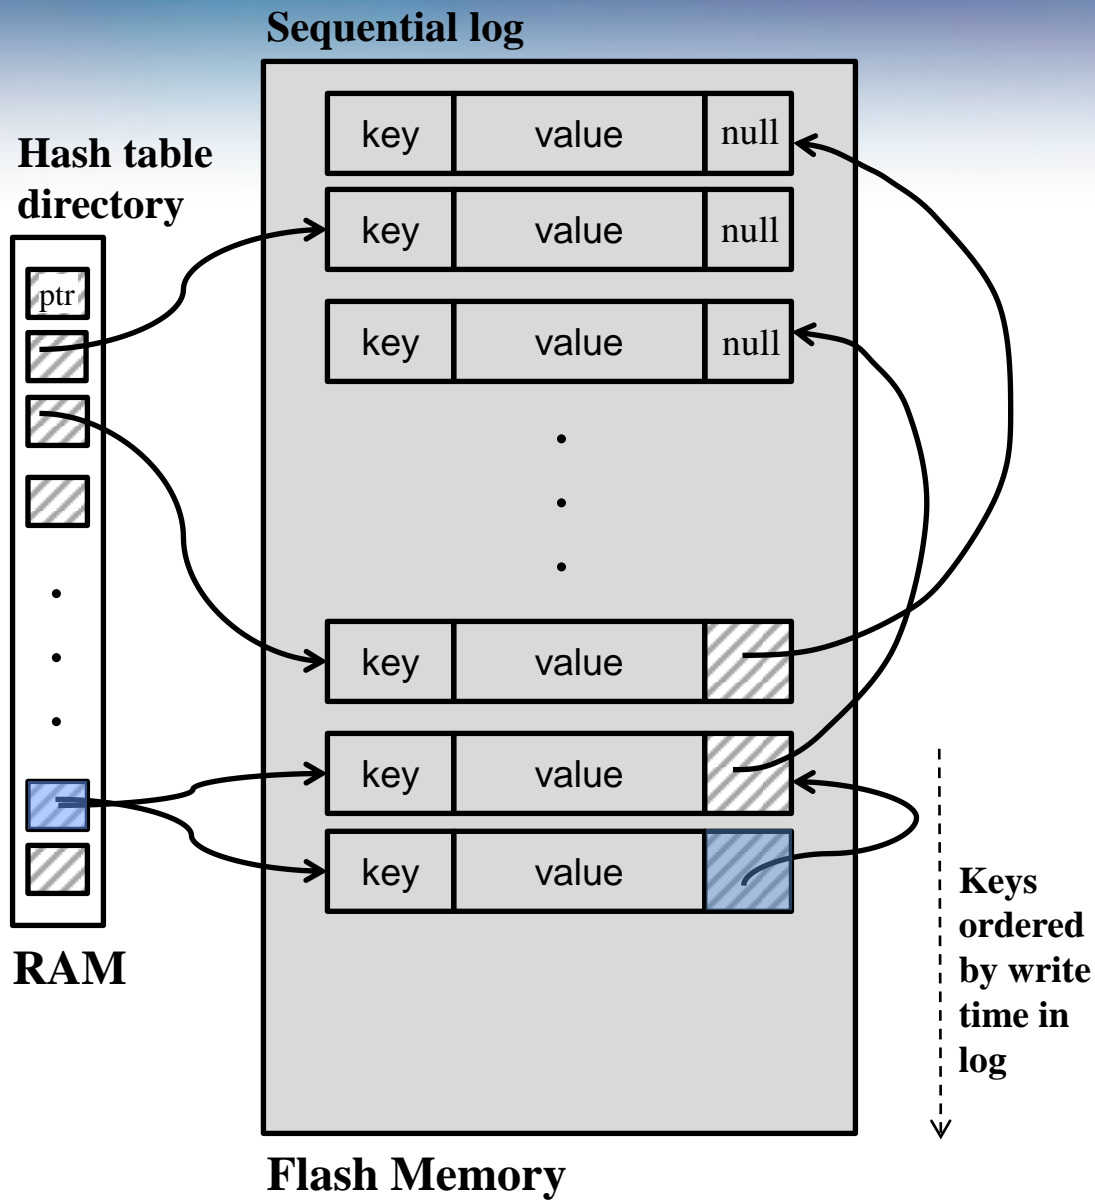 Sequential log
Hash table
directory
ptr
RAM
key value null
key value null
key value null
key value
key value
key value
Keys
ordered
by write
time in
log
Flash Memory